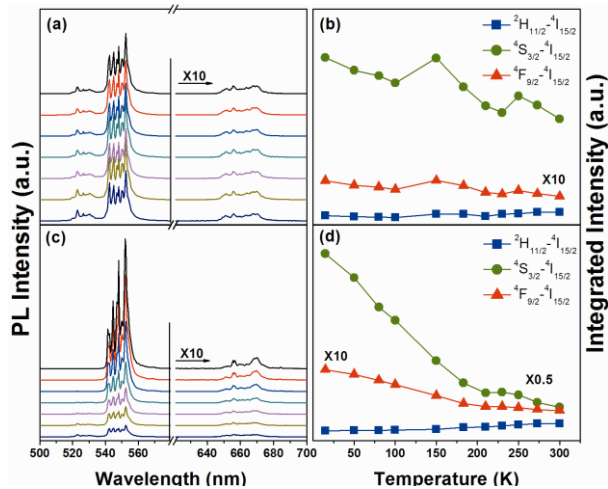 (a)
X10
(b)
²H₁₁/₂-⁴I₁₅/₂
⁴S₃/₂-⁴I₁₅/₂
⁴F₉/₂-⁴I₁₅/₂
X10
(c)
X10
(d)
²H₁₁/₂-⁴I₁₅/₂
⁴S₃/₂-⁴I₁₅/₂
⁴F₉/₂-⁴I₁₅/₂
X10
X0.5
PL Intensity (a.u.)
Integrated Intensity (a.u.)
500 520 540 560 640 660 680 700
50 100 150 200 250 300
Wavelength (nm)
Temperature (K)